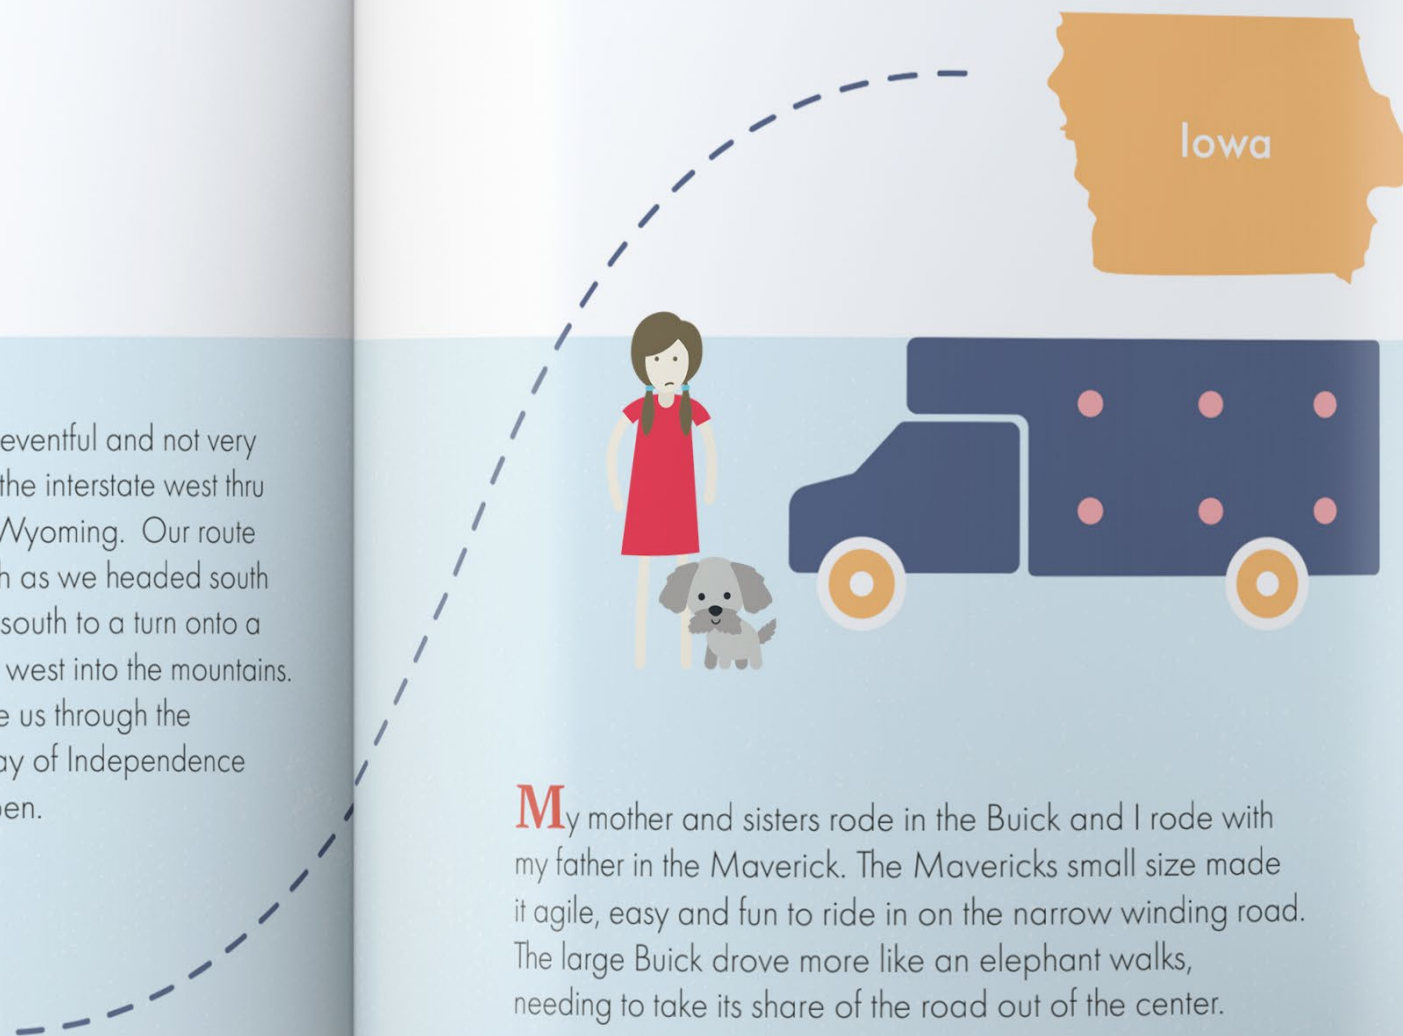 eventful and not very
the interstate west thru
Wyoming. Our route
as we headed south
south to a turn onto a
west into the mountains.
us through the
of Independence
Iowa
My mother and sisters rode in the Buick and I rode with
my father in the Maverick. The Mavericks small size made
it agile, easy and fun to ride in on the narrow winding road.
The large Buick drove more like an elephant walks,
needing to take its share of the road out of the center.